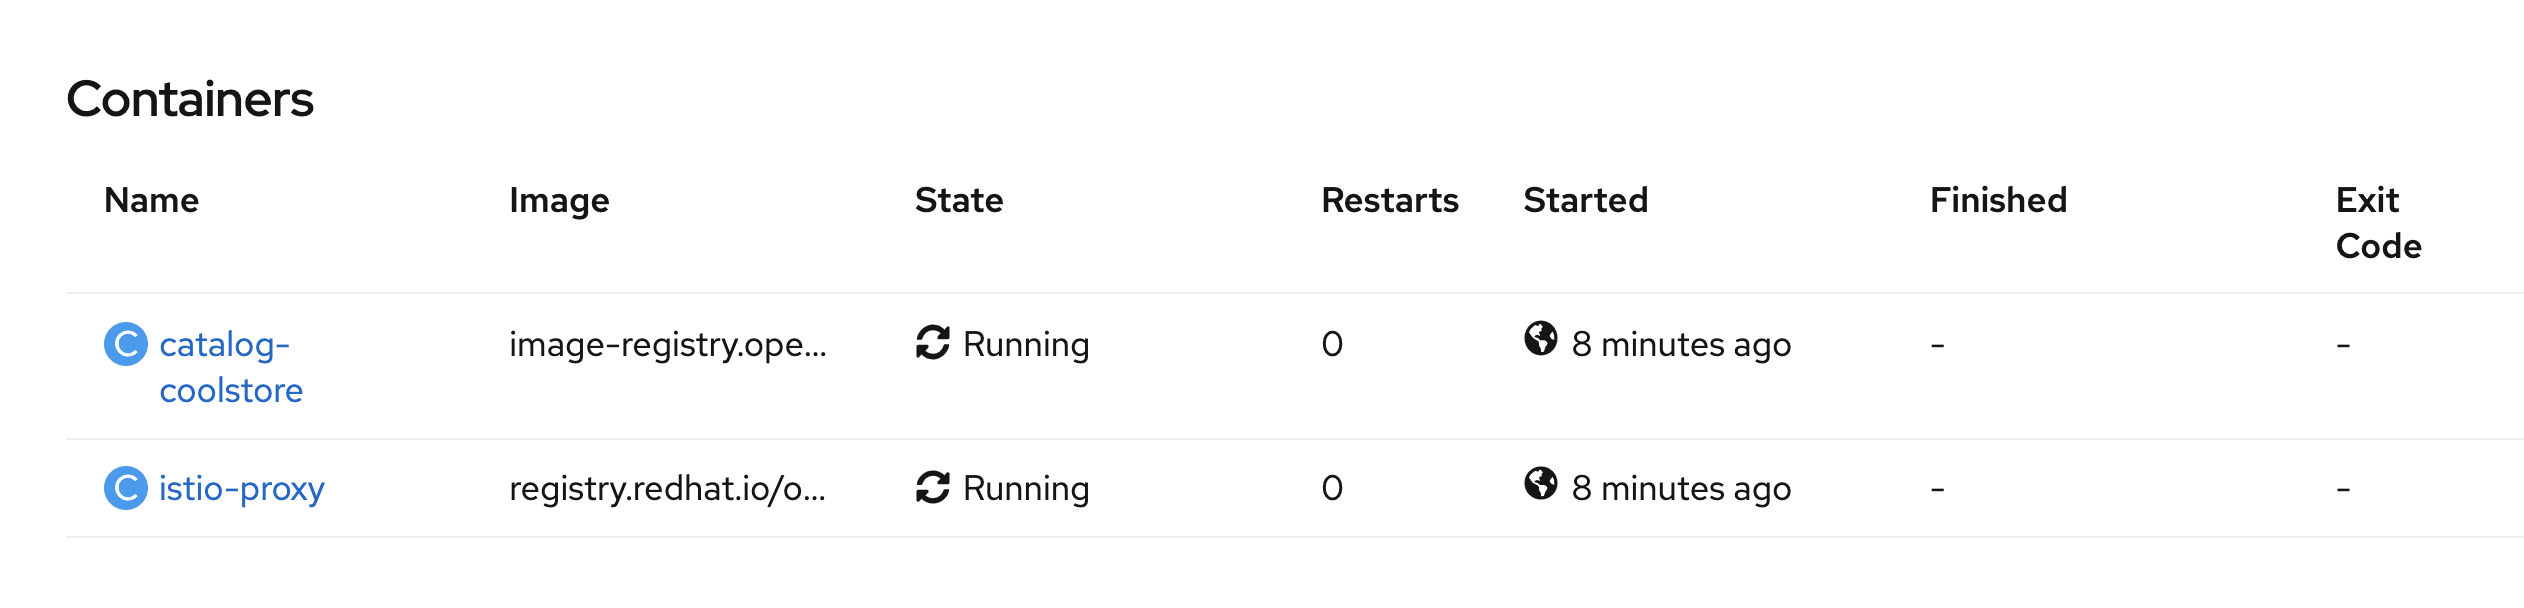 Containers
Name Image State Restarts Started Finished Exit Code
C catalog-coolstore image-registry.ope... Running 0 8 minutes ago - -
C istio-proxy registry.redhat.io/o... Running 0 8 minutes ago - -